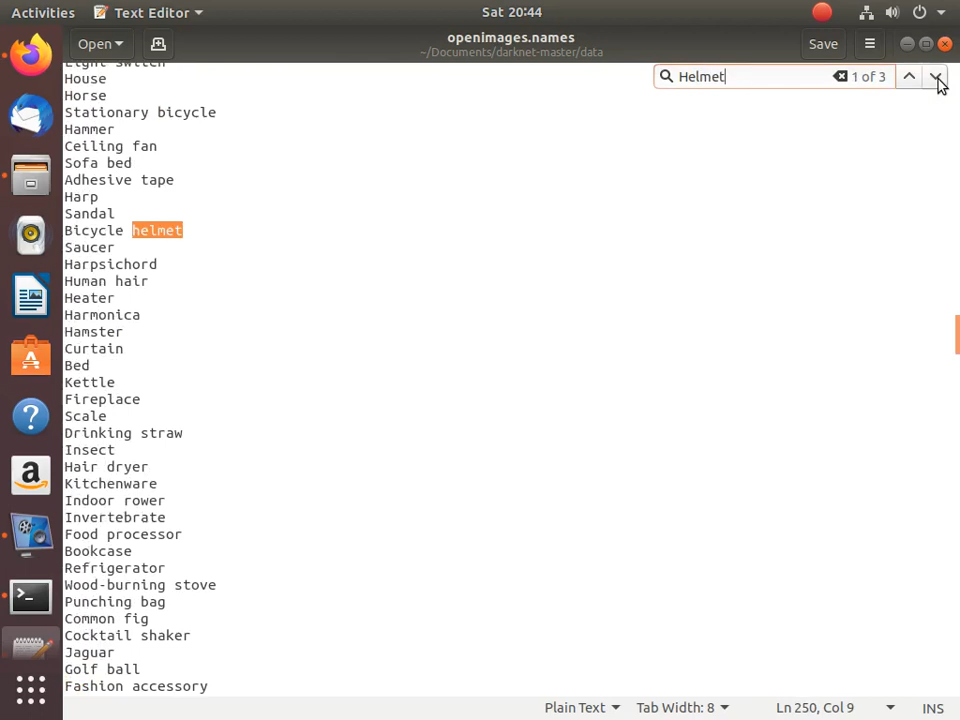 Activities
Text Editor
Sat 20:44
Open
openimages.names
~/Documents/darknet-master/data
Save
Helmet
1 of 3
Light switch
House
Horse
Stationary bicycle
Hammer
Ceiling fan
Sofa bed
Adhesive tape
Harp
Sandal
Bicycle helmet
Saucer
Harpsichord
Human hair
Heater
Harmonica
Hamster
Curtain
Bed
Kettle
Fireplace
Scale
Drinking straw
Insect
Hair dryer
Kitchenware
Indoor rower
Invertebrate
Food processor
Bookcase
Refrigerator
Wood-burning stove
Punching bag
Common fig
Cocktail shaker
Jaguar
Golf ball
Fashion accessory
Plain Text
Tab Width: 8
Ln 250, Col 9
INS